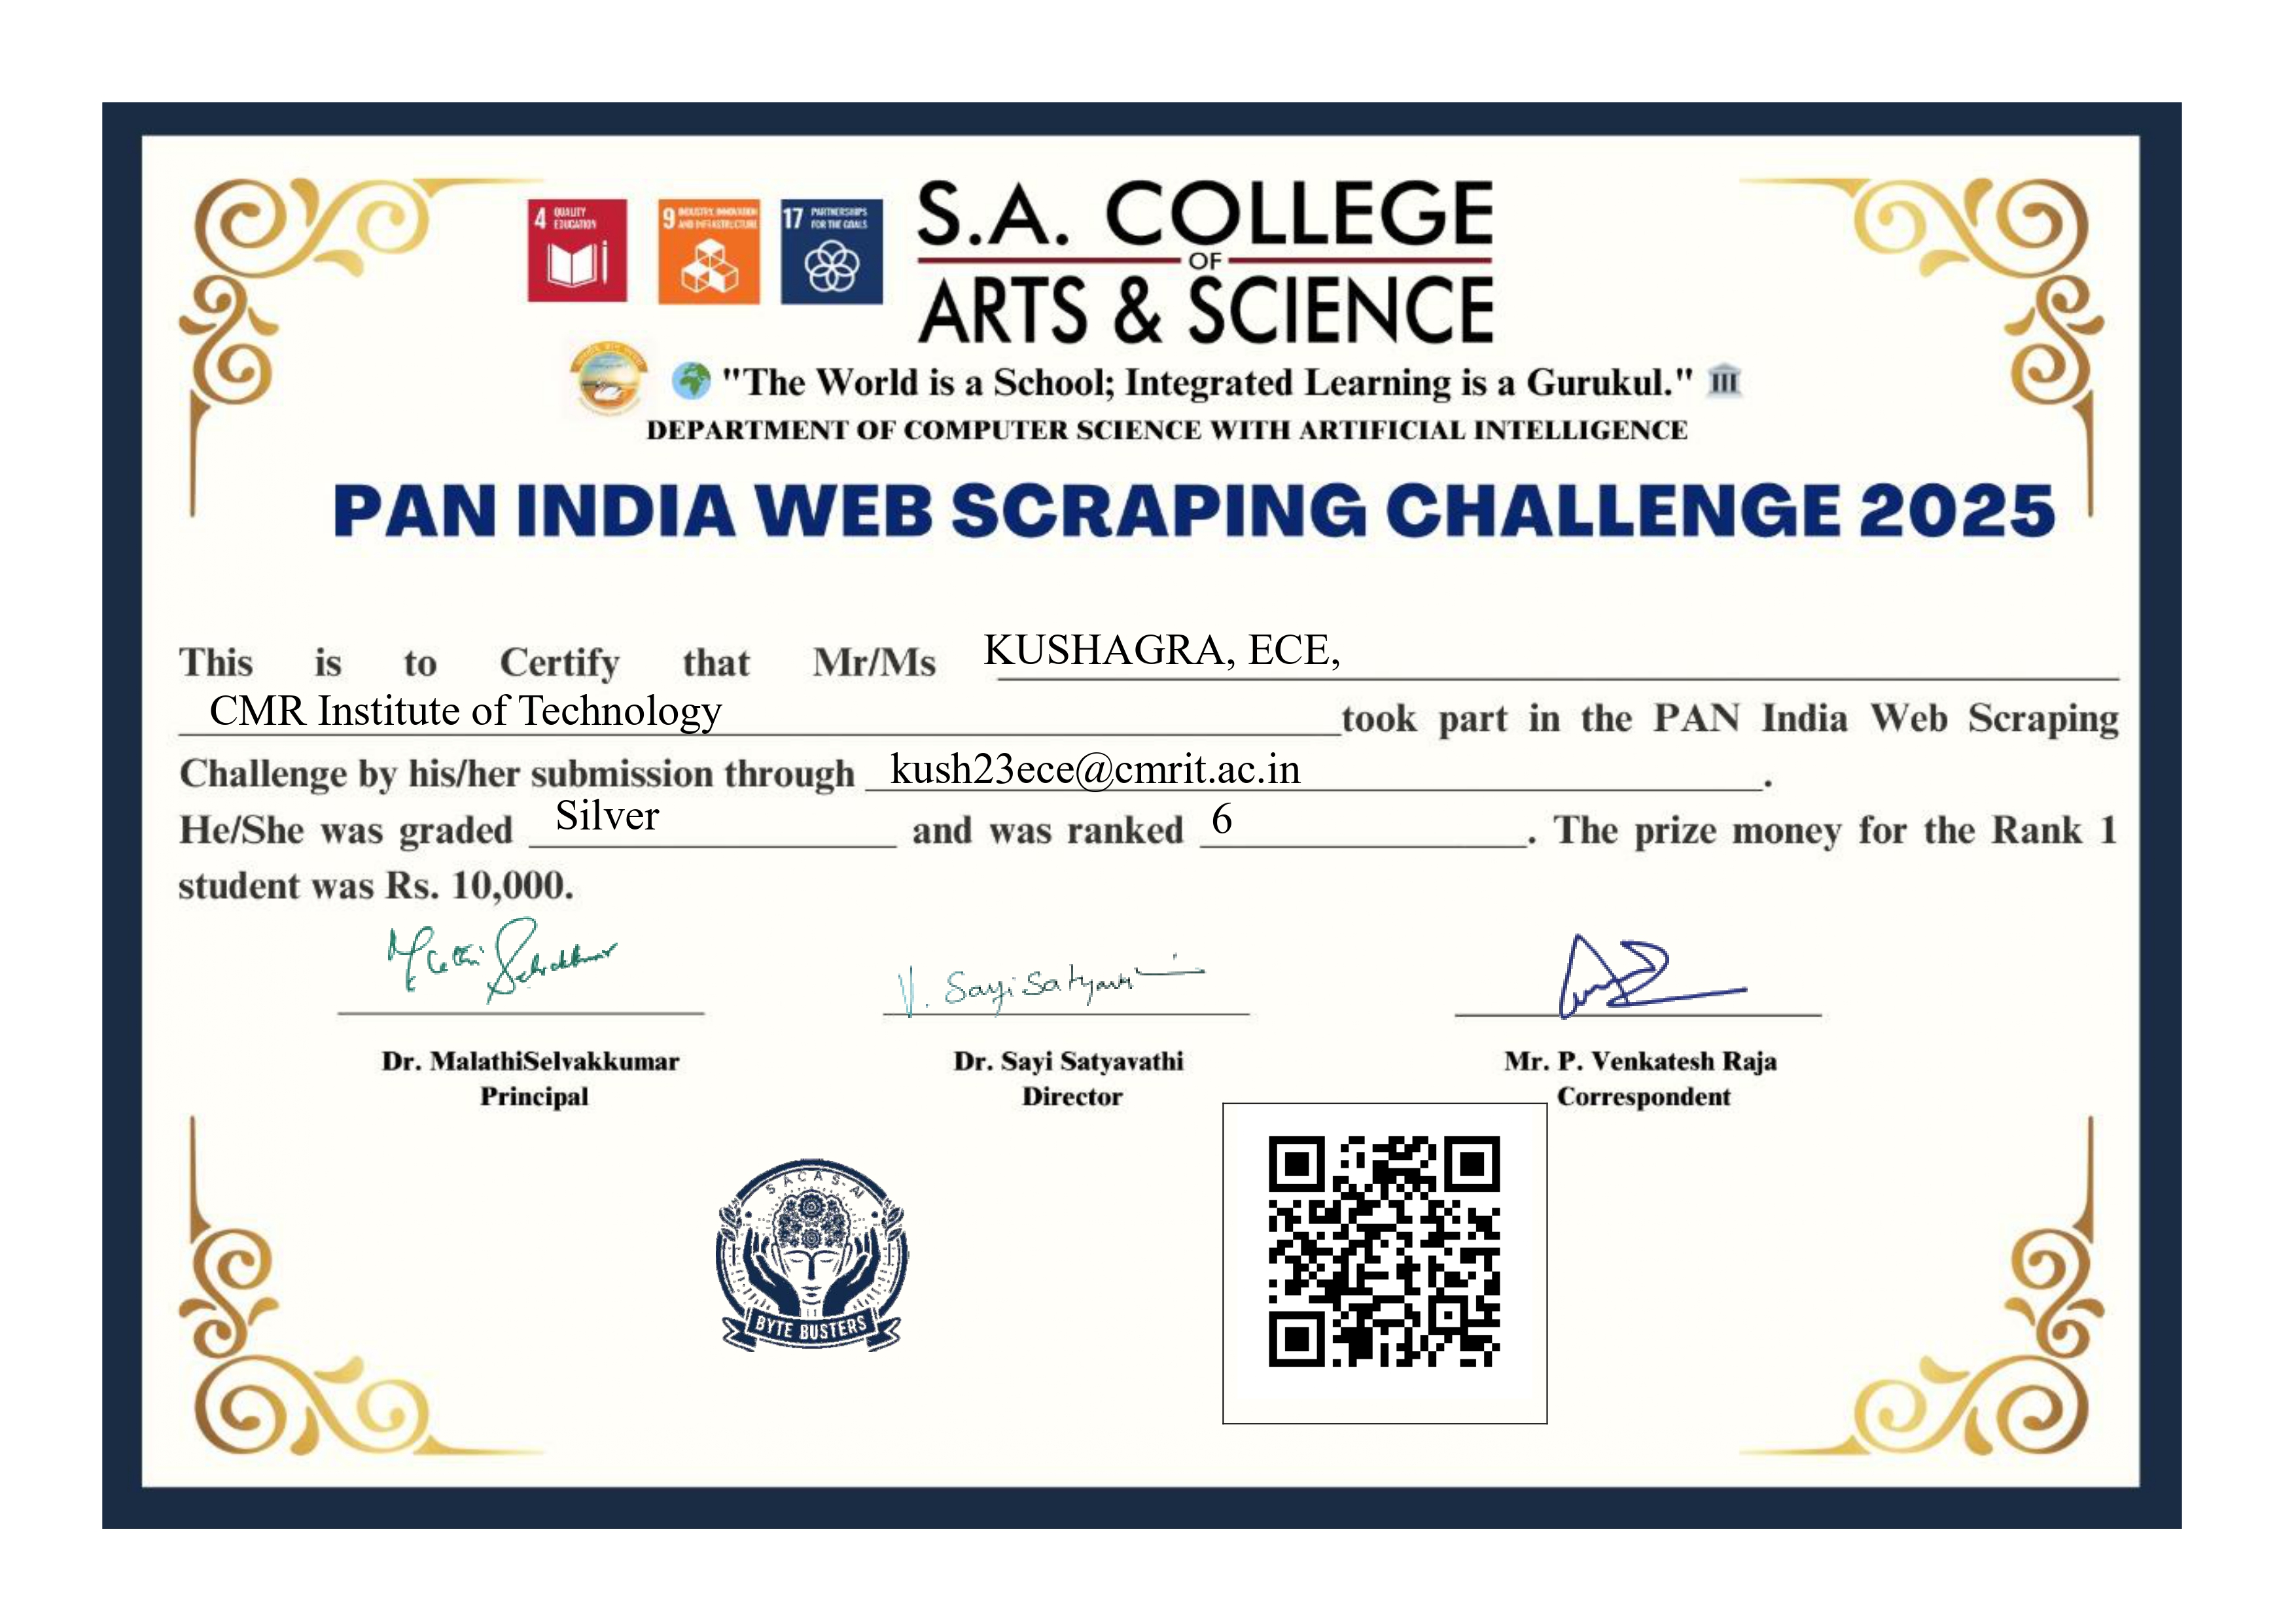 4 QUALITY EDUCATION
9 INDUSTRY, INNOVATION AND INFRASTRUCTURE
17 PARTNERSHIPS FOR THE GOALS
S.A. COLLEGE
OF
ARTS & SCIENCE
"The World is a School; Integrated Learning is a Gurukul."
DEPARTMENT OF COMPUTER SCIENCE WITH ARTIFICIAL INTELLIGENCE
PAN INDIA WEB SCRAPING CHALLENGE 2025
This is to Certify that Mr/Ms KUSHAGRA, ECE,
CMR Institute of Technology took part in the PAN India Web Scraping
Challenge by his/her submission through kush23ece@cmrit.ac.in.
He/She was graded Silver and was ranked 6. The prize money for the Rank 1
student was Rs. 10,000.
V. Sayi Satyavathi
Dr. MalathiSelvakkumar
Principal
Dr. Sayi Satyavathi
Director
Mr. P. Venkatesh Raja
Correspondent
SACAS-AI
BYTE BUSTERS